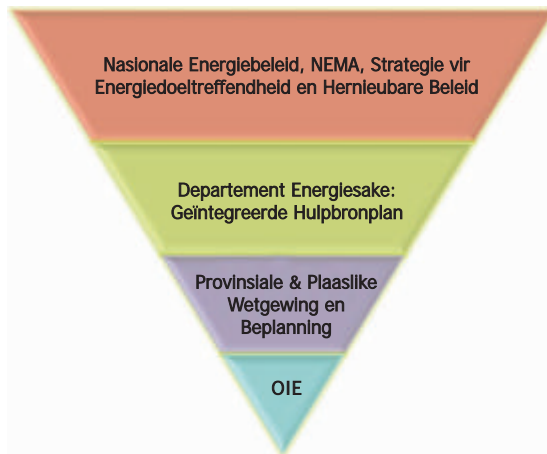 Nasionale Energiebeleid, NEMA, Strategie vir
Energiedoeltreffendheid en Hernieubare Beleid
Departement Energiesake:
Geïntegreerde Hulpbronplan
Provinsiale & Plaaslike
Wetgewing en
Beplanning
OIE